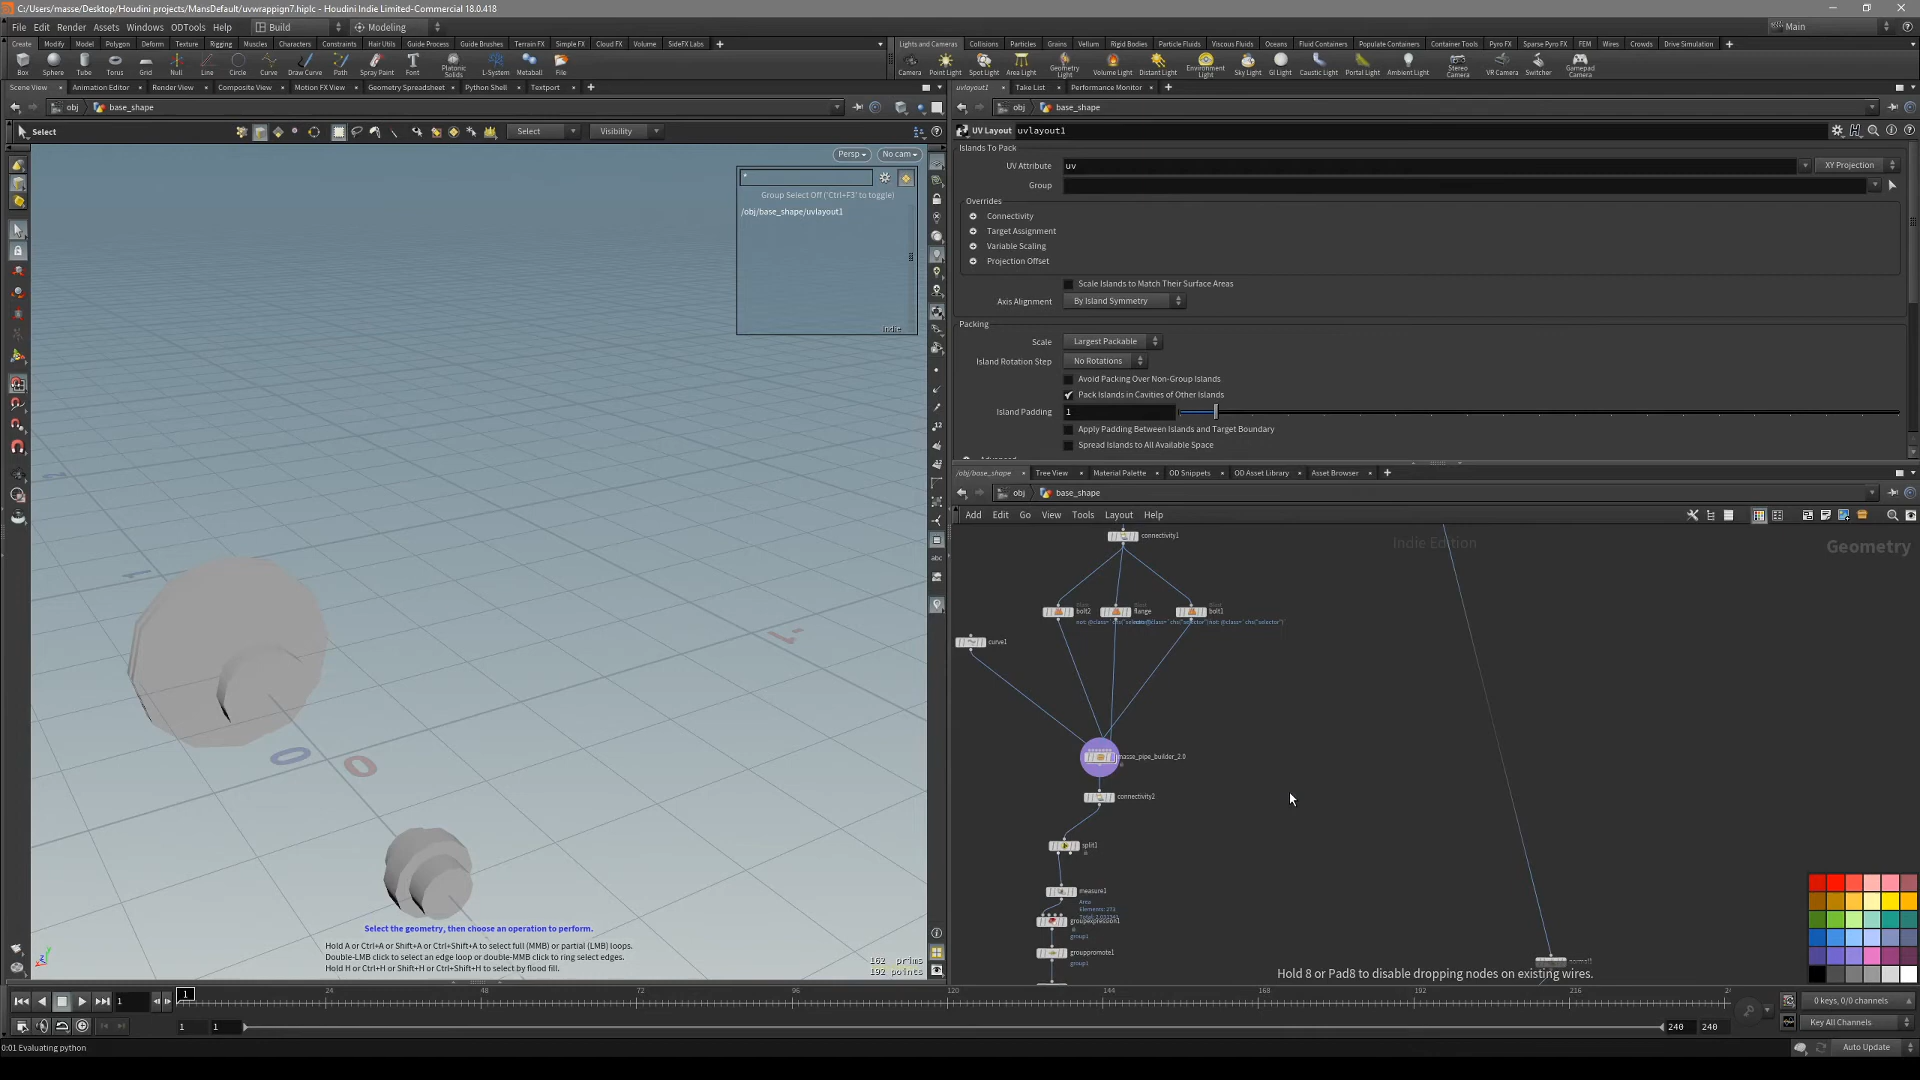 C:/Users/masse/Desktop/Houdini projects/MansDefault/uvwrappign7.hiplc - Houdini Indie Limited-Commercial 18.0.418
File Edit Render Assets Windows ODTools Help Build Modeling Main
Create Modify Model Polygon Deform Texture Rigging Muscles Characters Constraints Hair Utils Guide Process Guide Brushes Terrain FX Simple FX Cloud FX Volume SideFX Labs
Lights and Cameras Collisions Particles Grains Vellum Rigid Bodies Particle Fluids Viscous Fluids Oceans Fluid Containers Populate Containers Container Tools Pyro FX Sparse Pyro FX FEM Wires Crowds Drive Simulation
Box Sphere Tube Torus Grid Null Line Circle Curve Draw Curve Path Spray Paint Font Platonic Solids L-System Metaball File
Camera Point Light Spot Light Area Light Geometry Light Volume Light Distant Light Environment Light Sky Light GI Light Caustic Light Portal Light Ambient Light Stereo Camera VR Camera Switcher Gamepad Camera
Scene View Animation Editor Render View Composite View Motion FX View Geometry Spreadsheet Python Shell Textport
uvlayout1 Take List Performance Monitor
obj base_shape
obj base_shape
Select Select Visibility
UV Layout uvlayout1
Islands To Pack
UV Attribute uv XY Projection
Group
Overrides
Connectivity
Target Assignment
Variable Scaling
Projection Offset
Scale Islands to Match Their Surface Areas
Axis Alignment By Island Symmetry
Packing
Scale Largest Packable
Island Rotation Step No Rotations
Avoid Packing Over Non-Group Islands
Pack Islands in Cavities of Other Islands
Island Padding 1
Apply Padding Between Islands and Target Boundary
Spread Islands to All Available Space
Persp No cam
*
Group Select Off ('Ctrl+F3' to toggle)
/obj/base_shape/uvlayout1
Indie
/obj/base_shape Tree View Material Palette OD Snippets OD Asset Library Asset Browser
obj base_shape
Add Edit Go View Tools Layout Help
Indie Edition
Geometry
connectivity1
bolt2 flange bolt1
curve1
masse_pipe_builder_2.0
connectivity2
split1
measure1
Area
Elements: 273
groupexpression1
group1
grouppromote1
group1
Hold 8 or Pad8 to disable dropping nodes on existing wires.
0 0
Select the geometry, then choose an operation to perform.
Hold A or Ctrl+A or Shift+A or Ctrl+Shift+A to select full (MMB) or partial (LMB) loops.
Double-LMB click to select an edge loop or double-MMB click to ring select edges.
Hold H or Ctrl+H or Shift+H or Ctrl+Shift+H to select by flood fill.
162 prims
192 points
1 1 24 48 72 96 120 144 168 192 216
0 keys, 0/0 channels
1 1 240 240
Key All Channels
0:01 Evaluating python
Auto Update